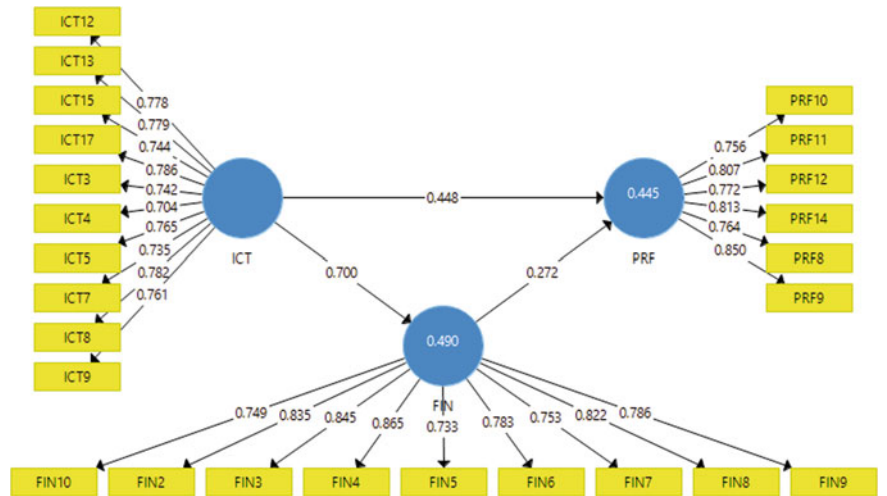 ICT12
ICT13
ICT15
ICT17
ICT3
ICT4
ICT5
ICT7
ICT8
ICT9
0.778
0.779
0.744
0.786
0.742
0.704
0.765
0.735
0.782
0.761
ICT
0.448
0.700
0.272
0.445
PRF
0.756
0.807
0.772
0.813
0.764
0.850
PRF10
PRF11
PRF12
PRF14
PRF8
PRF9
0.490
FIN
0.749
0.835
0.845
0.865
0.733
0.783
0.753
0.822
0.786
FIN10
FIN2
FIN3
FIN4
FIN5
FIN6
FIN7
FIN8
FIN9